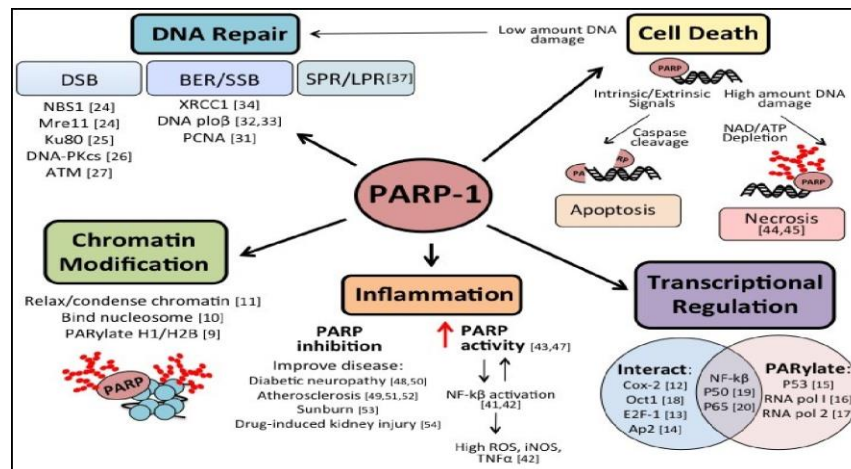 DNA Repair
Low amount DNA
damage
Cell Death
DSB
BER/SSB
SPR/LPR [37]
NBS1 [24]
Mre11 [24]
Ku80 [25]
DNA-PKcs [26]
ATM [27]
XRCC1 [34]
DNA ploβ [32,33]
PCNA [31]
PARP
Intrinsic/Extrinsic
Signals
High amount DNA
damage
Caspase
cleavage
NAD/ATP
Depletion
PA
Rp
PARP
Apoptosis
Necrosis
[44,45]
PARP-1
Chromatin
Modification
Relax/condense chromatin [11]
Bind nucleosome [10]
PARylate H1/H2B [9]
PARP
Inflammation
PARP
inhibition
Improve disease:
Diabetic neuropathy [48,50]
Atherosclerosis [49,51,52]
Sunburn [53]
Drug-induced kidney injury [54]
PARP
activity [43,47]
NF-kβ activation
[41,42]
High ROS, iNOS,
TNFα [42]
Transcriptional
Regulation
Interact:
Cox-2 [12]
Oct1 [18]
E2F-1 [13]
Ap2 [14]
NF-kβ
P50 [19]
P65 [20]
PARylate:
P53 [15]
RNA pol I [16]
RNA pol 2 [17]